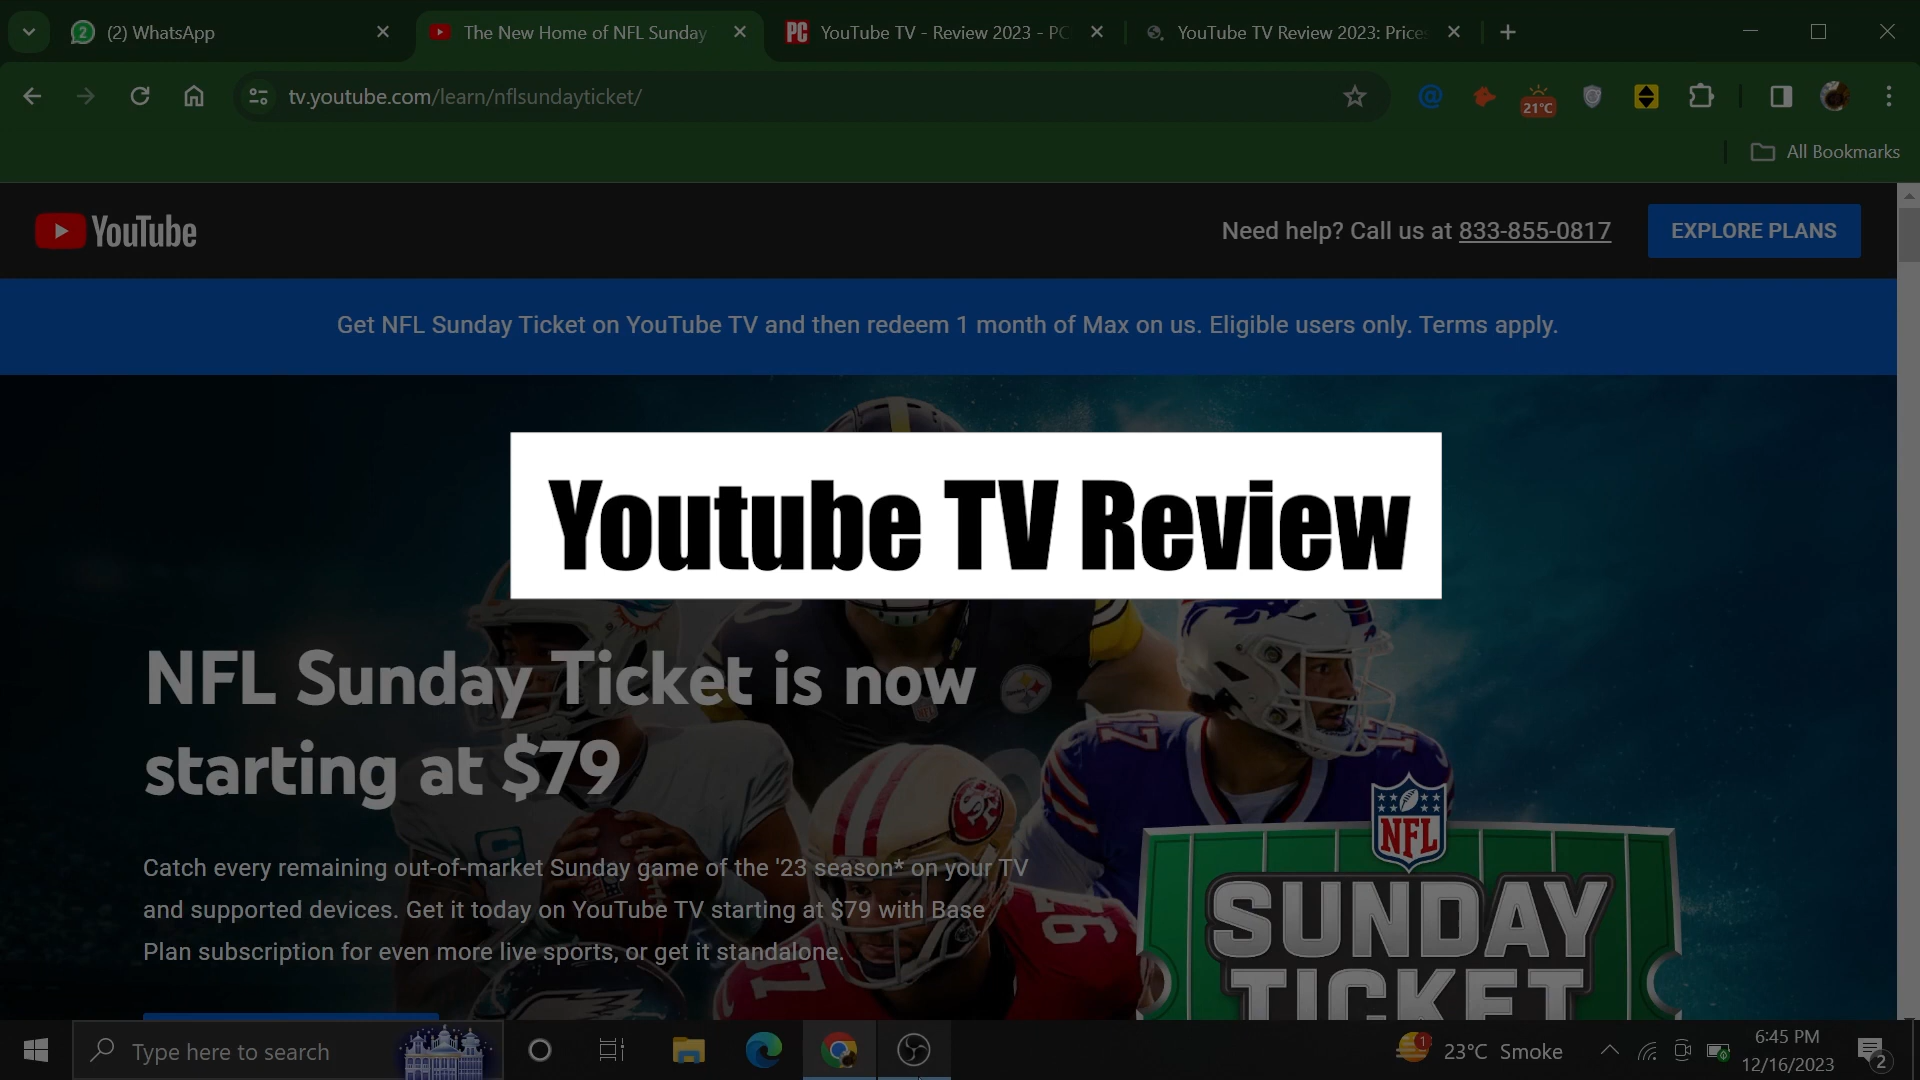 (2) WhatsApp
The New Home of NFL Sunday
YouTube TV - Review 2023 - PC
YouTube TV Review 2023: Prices
tv.youtube.com/learn/nflsundayticket/
21°C
All Bookmarks
YouTube
Need help? Call us at 833-855-0817
EXPLORE PLANS
Get NFL Sunday Ticket on YouTube TV and then redeem 1 month of Max on us. Eligible users only. Terms apply.
Youtube TV Review
NFL Sunday Ticket is now
starting at $79
Catch every remaining out-of-market Sunday game of the '23 season* on your TV
and supported devices. Get it today on YouTube TV starting at $79 with Base
Plan subscription for even more live sports, or get it standalone.
NFL
SUNDAY
TICKET
Type here to search
23°C Smoke
6:45 PM
12/16/2023
2